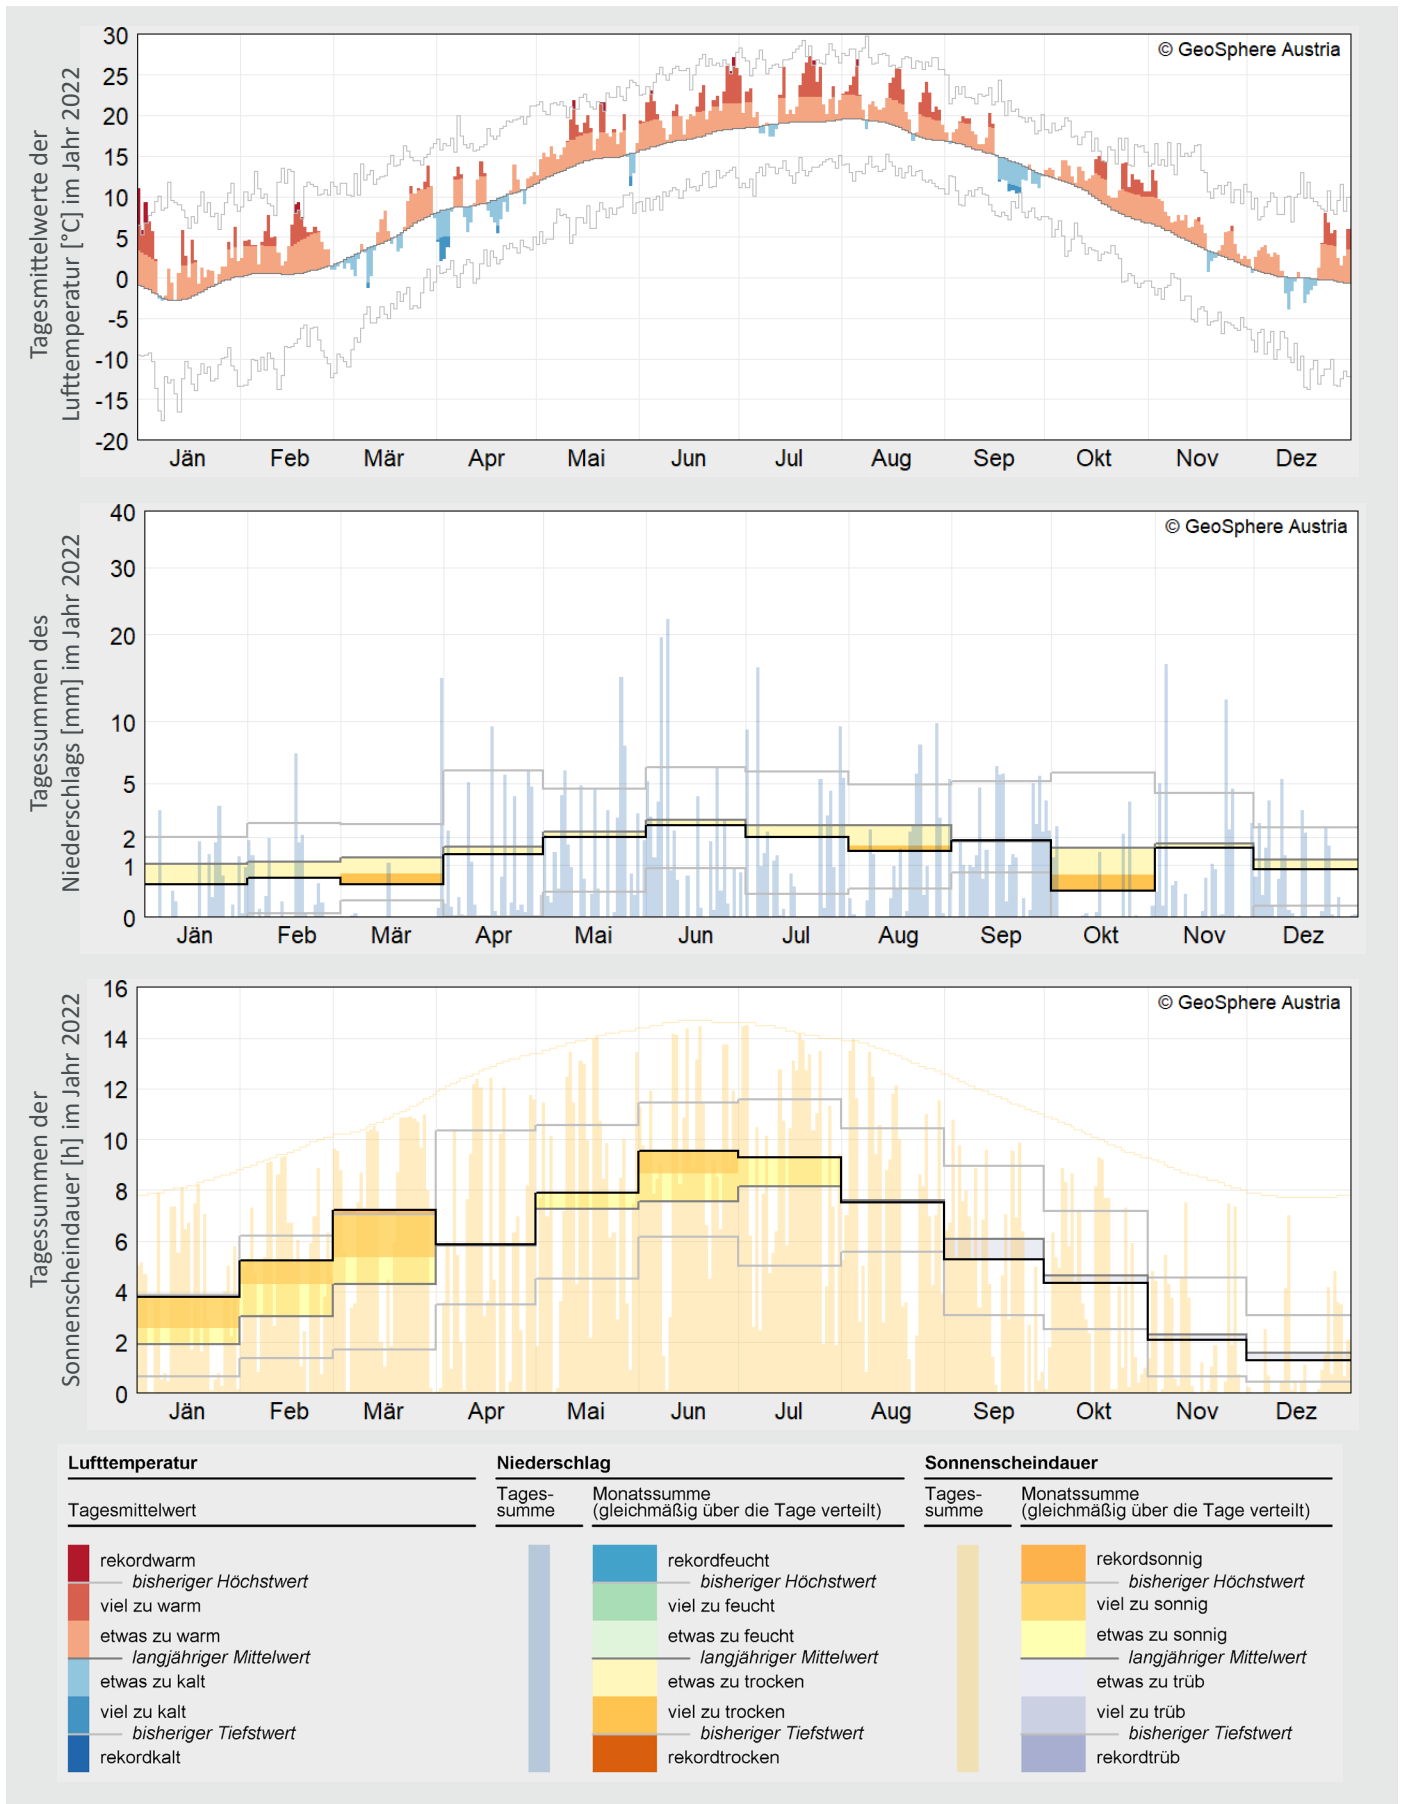 Tagesmittelwerte der
Lufttemperatur [°C] im Jahr 2022
© GeoSphere Austria
30
25
20
15
10
5
0
-5
-10
-15
-20
Jän Feb Mär Apr Mai Jun Jul Aug Sep Okt Nov Dez
Tagessummen des
Niederschlags [mm] im Jahr 2022
© GeoSphere Austria
40
30
20
10
5
2
1
0
Jän Feb Mär Apr Mai Jun Jul Aug Sep Okt Nov Dez
Tagessummen der
Sonnenscheindauer [h] im Jahr 2022
© GeoSphere Austria
16
14
12
10
8
6
4
2
0
Jän Feb Mär Apr Mai Jun Jul Aug Sep Okt Nov Dez
Lufttemperatur
Tagesmittelwert
rekordwarm
bisheriger Höchstwert
viel zu warm
etwas zu warm
langjähriger Mittelwert
etwas zu kalt
viel zu kalt
bisheriger Tiefstwert
rekordkalt
Niederschlag
Tages-
summe
Monatssumme
(gleichmäßig über die Tage verteilt)
rekordfeucht
bisheriger Höchstwert
viel zu feucht
etwas zu feucht
langjähriger Mittelwert
etwas zu trocken
viel zu trocken
bisheriger Tiefstwert
rekordtrocken
Sonnenscheindauer
Tages-
summe
Monatssumme
(gleichmäßig über die Tage verteilt)
rekordsonnig
bisheriger Höchstwert
viel zu sonnig
etwas zu sonnig
langjähriger Mittelwert
etwas zu trüb
viel zu trüb
bisheriger Tiefstwert
rekordtrüb